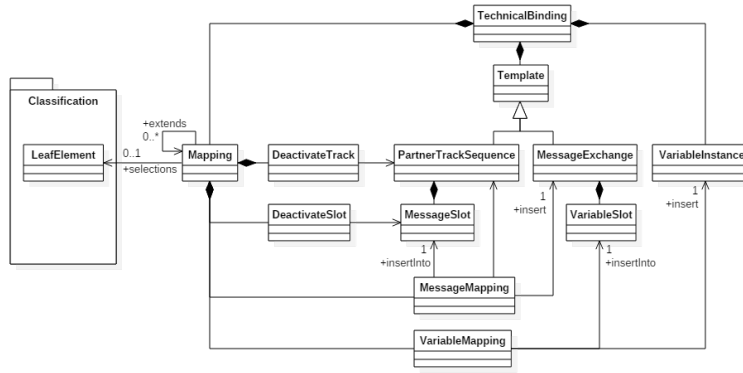 TechnicalBinding
Template
Classification
+extends
0..*
LeafElement
0..1
+selections
Mapping
DeactivateTrack
PartnerTrackSequence
MessageExchange
VariableInstance
DeactivateSlot
MessageSlot
1
+insert
VariableSlot
1
+insert
1
+insertInto
1
+insertInto
MessageMapping
VariableMapping